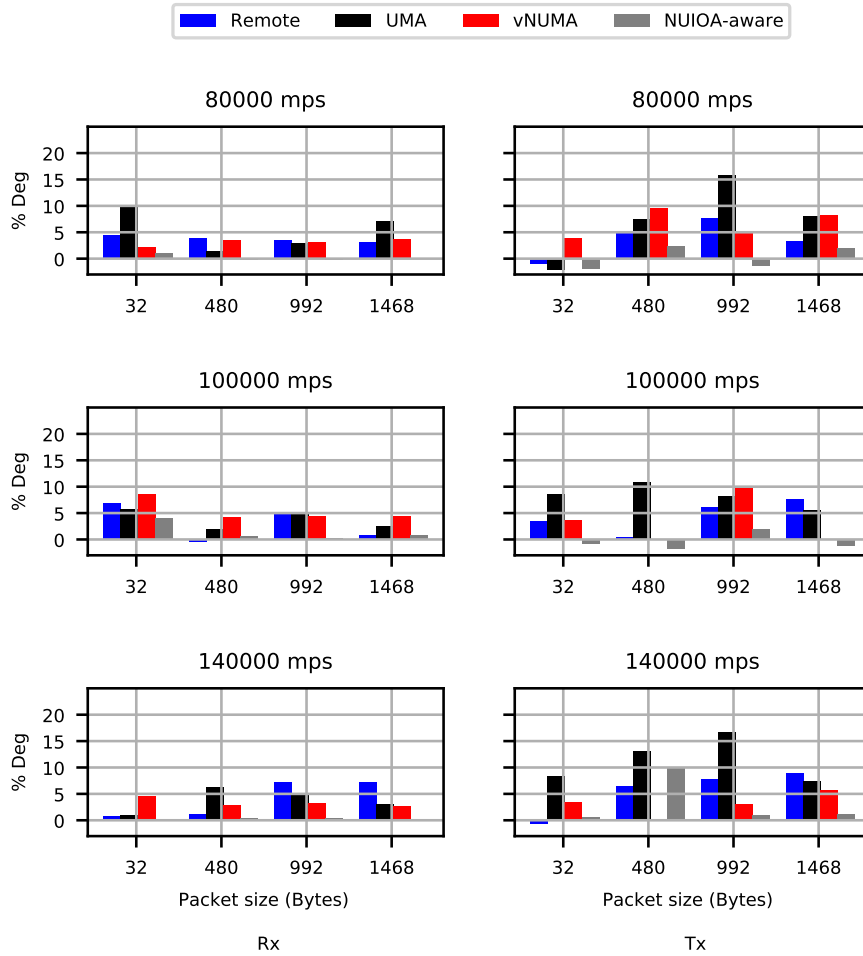 Remote UMA vNUMA NUIOA-aware
80000 mps 80000 mps
% Deg
20
15
10
5
0
32 480 992 1468
% Deg
20
15
10
5
0
32 480 992 1468
100000 mps 100000 mps
% Deg
20
15
10
5
0
32 480 992 1468
% Deg
20
15
10
5
0
32 480 992 1468
140000 mps 140000 mps
% Deg
20
15
10
5
0
32 480 992 1468
% Deg
20
15
10
5
0
32 480 992 1468
Packet size (Bytes) Packet size (Bytes)
Rx Tx